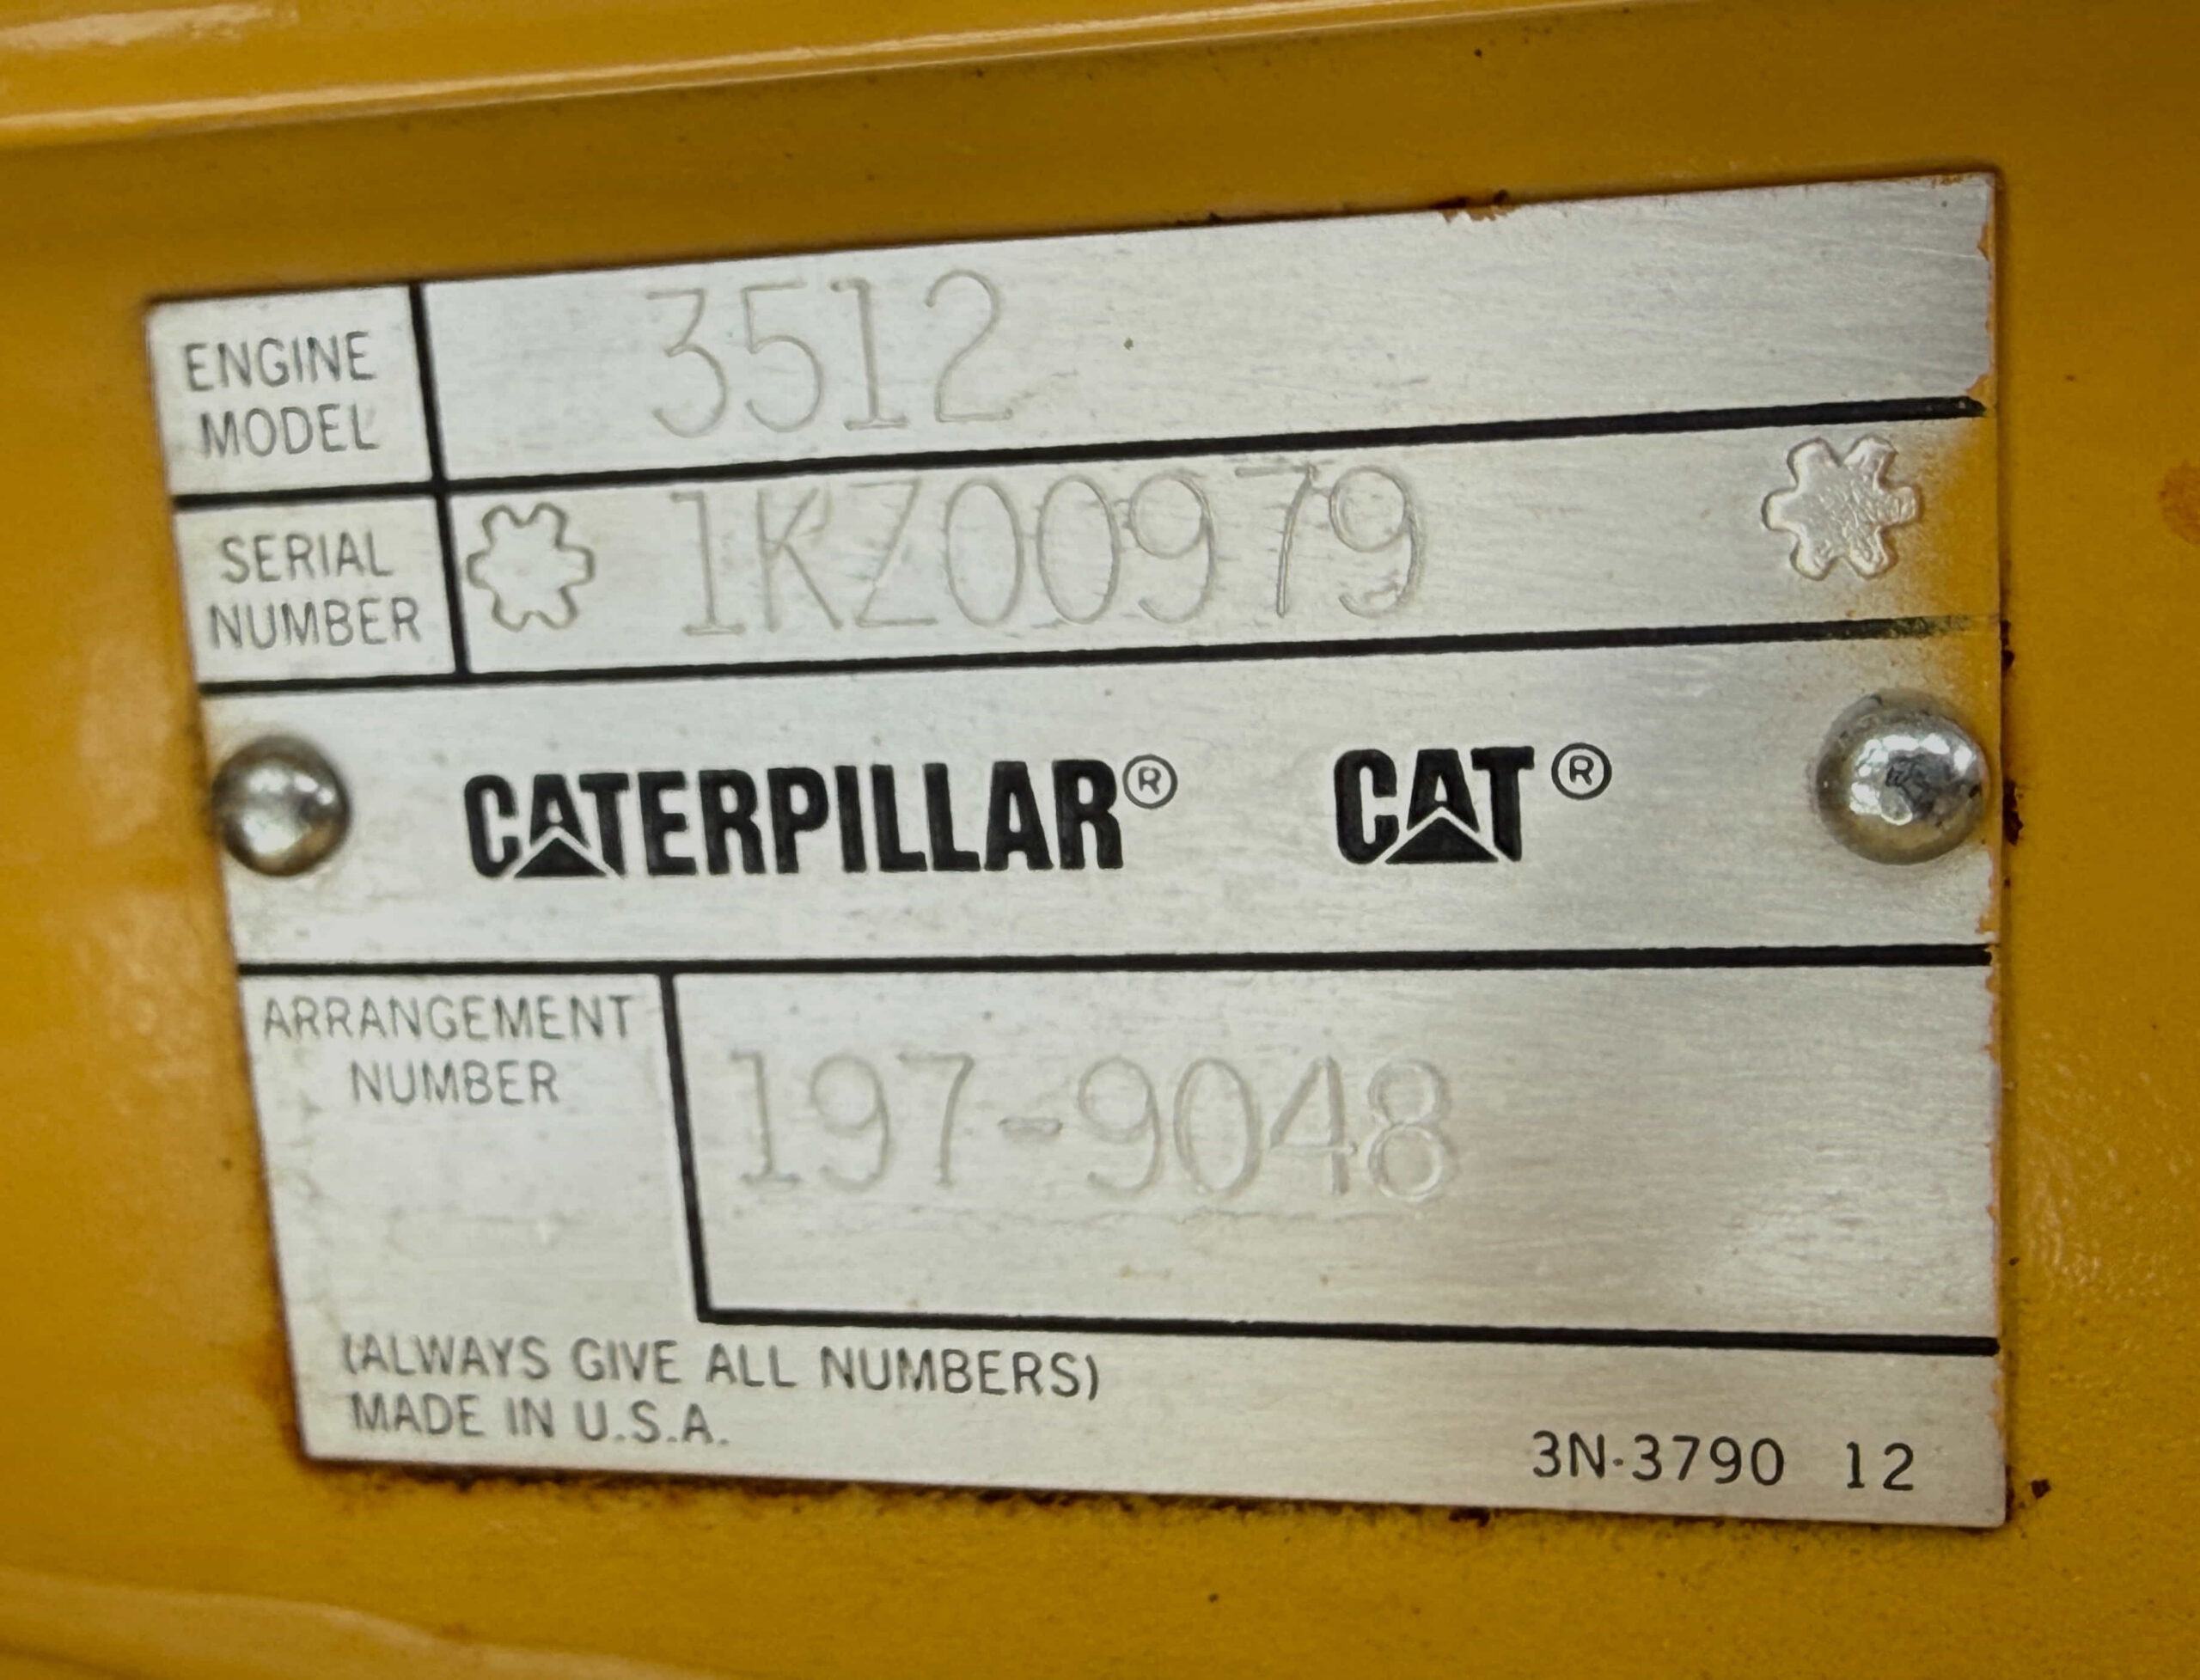 ENGINE
MODEL
3512
SERIAL
NUMBER
1KZ00979
CATERPILLAR® CAT®
ARRANGEMENT
NUMBER
197-9048
(ALWAYS GIVE ALL NUMBERS)
MADE IN U.S.A.
3N-3790 12